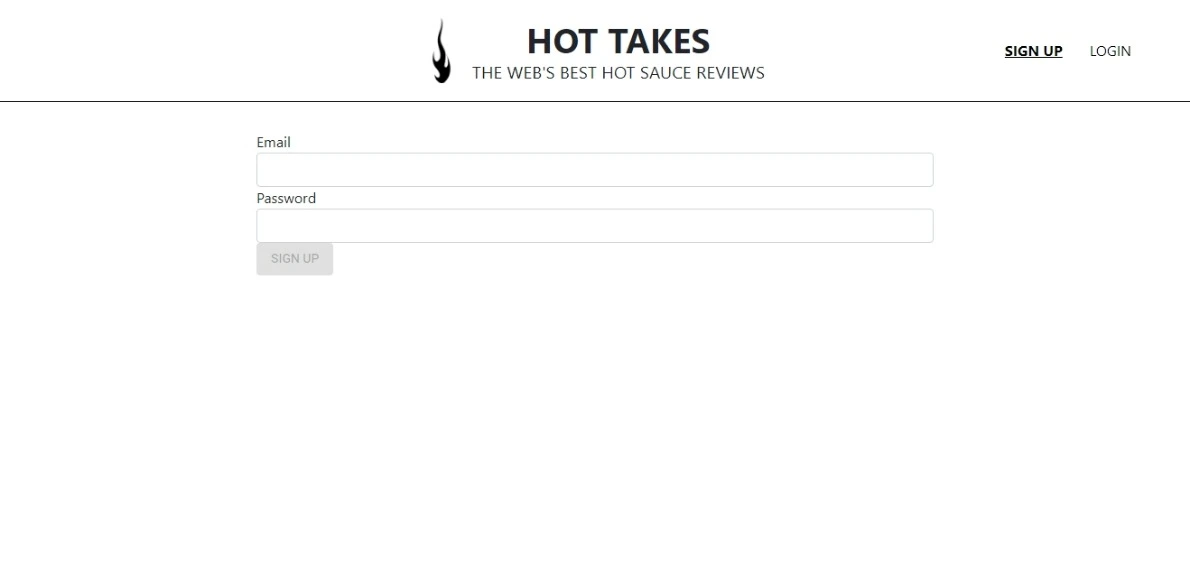 HOT TAKES
THE WEB'S BEST HOT SAUCE REVIEWS
SIGN UP LOGIN
Email
Password
SIGN UP